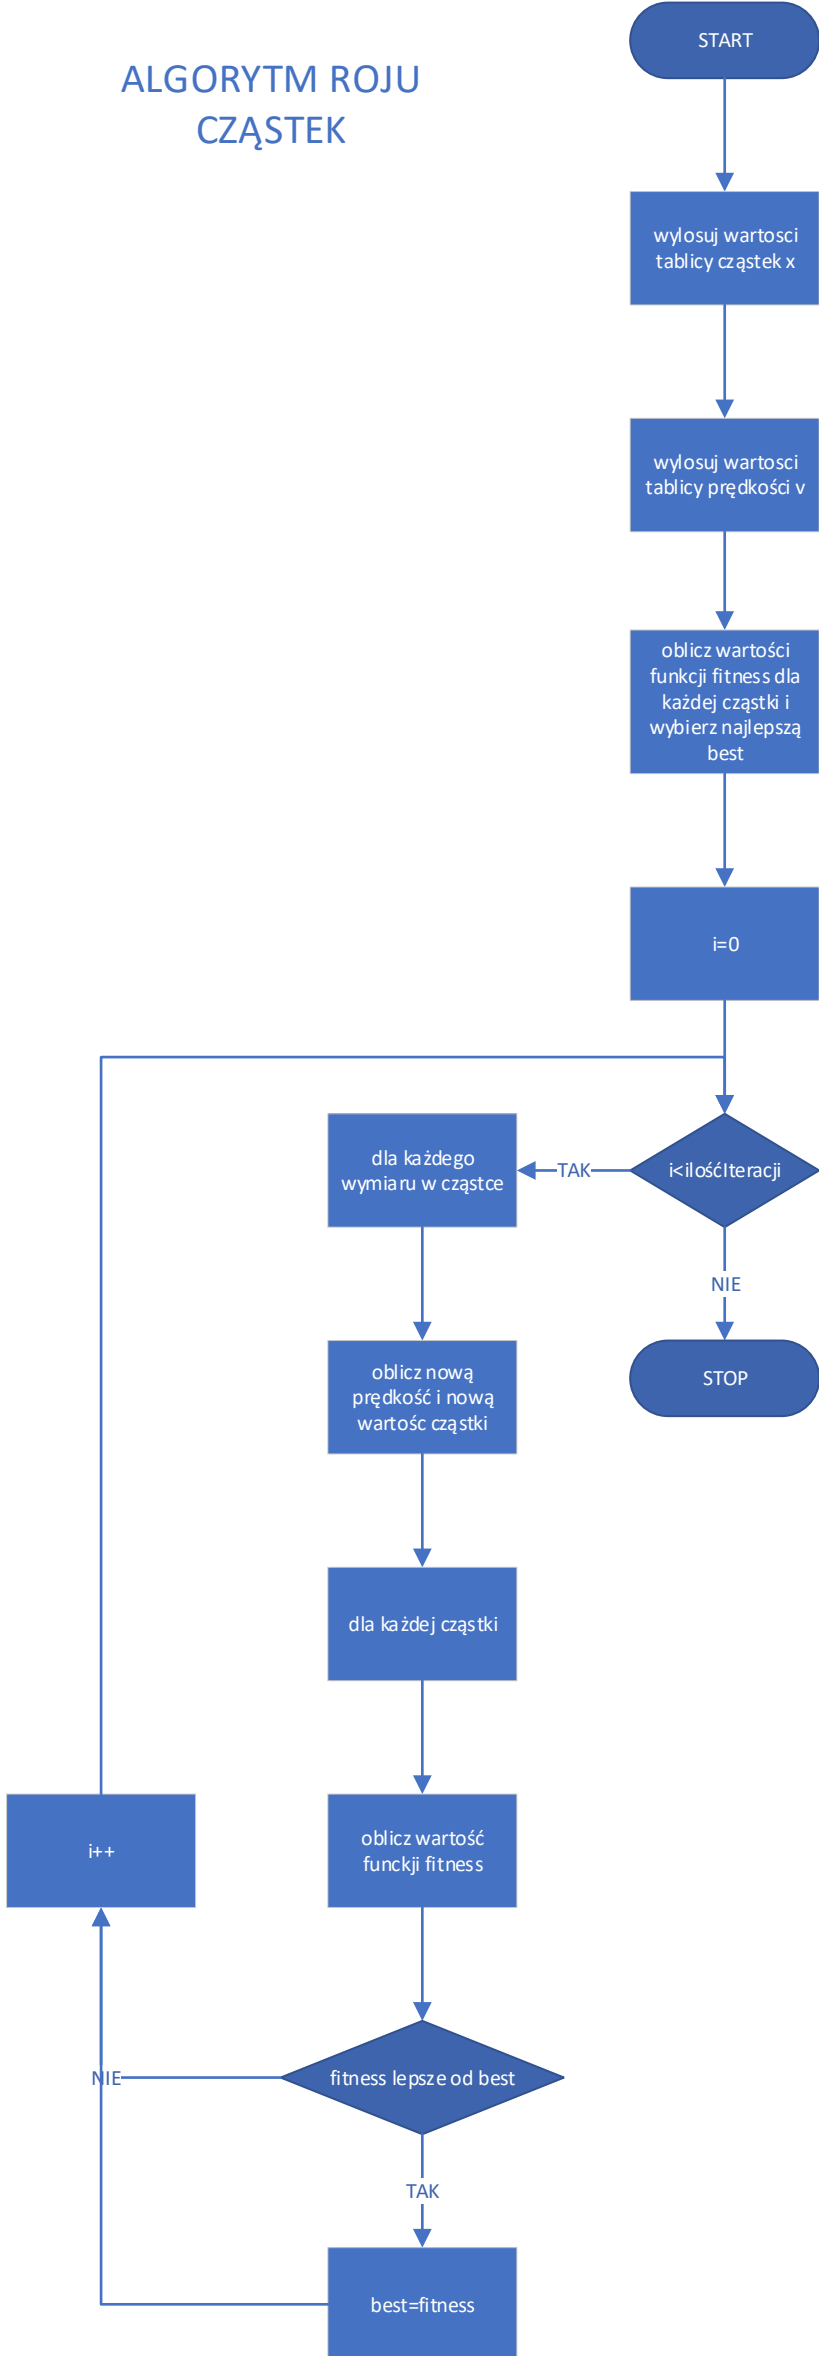 ALGORYTM ROJU
CZĄSTEK
START
wylosuj wartosci
tablicy cząstek x
wylosuj wartosci
tablicy prędkości v
oblicz wartości
funkcji fitness dla
każdej cząstki i
wybierz najlepszą
best
i=0
i<ilośćIteracji
TAK
dla każdego
wymiaru w cząstce
NIE
STOP
oblicz nową
prędkość i nową
wartośc cząstki
dla każdej cząstki
oblicz wartość
funckji fitness
i++
fitness lepsze od best
NIE
TAK
best=fitness